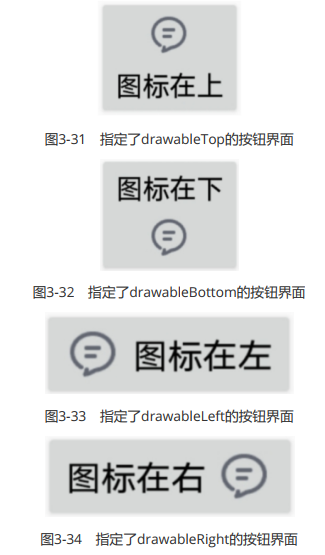 图标在上
图3-31 指定了drawableTop的按钮界面
图标在下
图3-32 指定了drawableBottom的按钮界面
图标在左
图3-33 指定了drawableLeft的按钮界面
图标在右
图3-34 指定了drawableRight的按钮界面